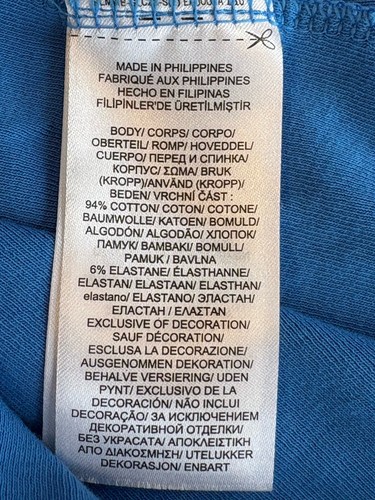 MADE IN PHILIPPINES
FABRIQUÉ AUX PHILIPPINES
HECHO EN FILIPINAS
FİLİPİNLER'DE ÜRETİLMİŞTİR
BODY/ CORPS/ CORPO/
OBERTEIL/ ROMP/ HOVEDDEL/
CUERPO/ ПЕРЕД И СПИНКА/
КОРПУС/ ΣΩΜΑ/ BRUK
(KROPP)/ANVÄND (KROPP)/
BEDEN/ VRCHNÍ ČÁST :
94% COTTON/ COTON/ COTONE/
BAUMWOLLE/ KATOEN/ BOMULD/
ALGODÓN/ ALGODÃO/ ХЛОПОК/
ПАМУК/ ΒΑΜΒΑΚΙ/ BOMULL/
PAMUK / BAVLNA
6% ELASTANE/ ÉLASTHANNE/
ELASTAN/ ELASTAAN/ ELASTHAN/
elastano/ ELASTANO/ ЭЛАСТАН/
ЕЛАСТАН / ΕΛΑΣΤΑΝ
EXCLUSIVE OF DECORATION/
SAUF DÉCORATION/
ESCLUSA LA DECORAZIONE/
AUSGENOMMEN DEKORATION/
BEHALVE VERSIERING/ UDEN
PYNT/ EXCLUSIVO DE LA
DECORACIÓN/ NÃO INCLUI
DECORAÇÃO/ ЗА ИСКЛЮЧЕНИЕМ
ДЕКОРАТИВНОЙ ОТДЕЛКИ/
БЕЗ УКРАСАТА/ ΑΠΟΚΛΕΙΣΤΙΚΗ
ΑΠΟ ΔΙΑΚΟΣΜΗΣΗ/ UTELUKKER
DEKORASJON/ ENBART